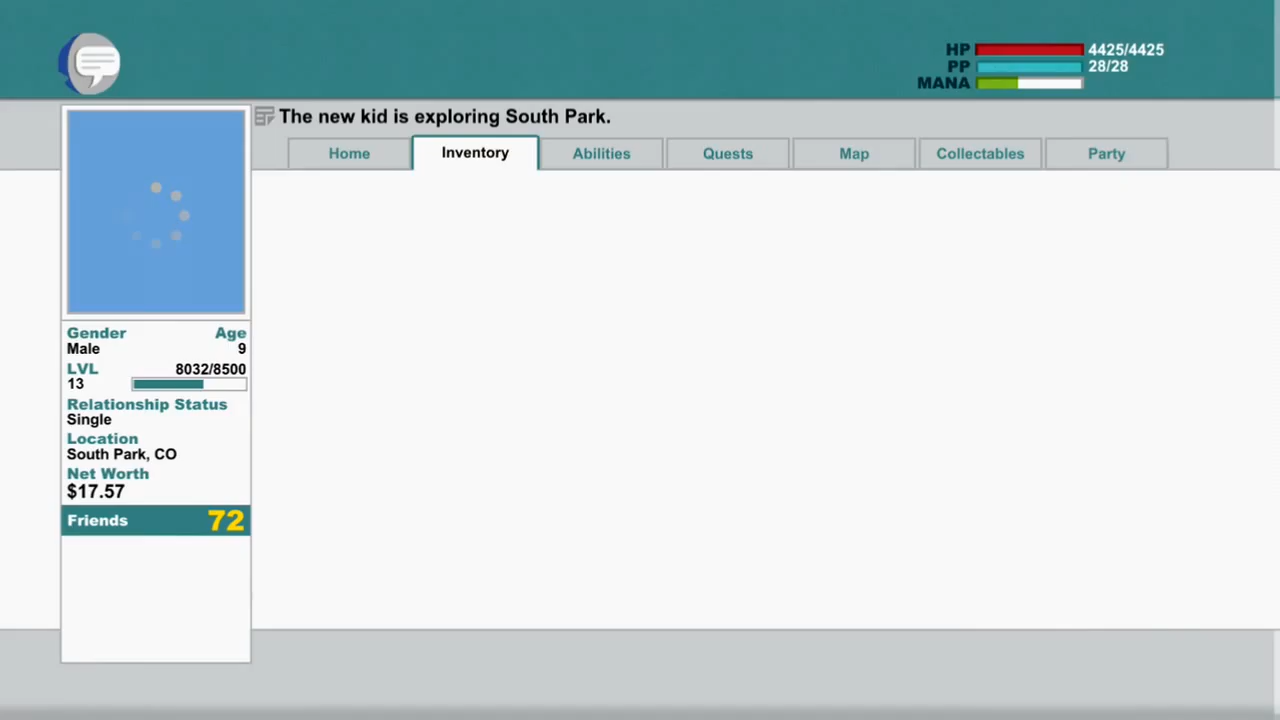 HP 4425/4425
PP 28/28
MANA
The new kid is exploring South Park.
Home Inventory Abilities Quests Map Collectables Party
Gender Age
Male 9
LVL 8032/8500
13
Relationship Status
Single
Location
South Park, CO
Net Worth
$17.57
Friends 72